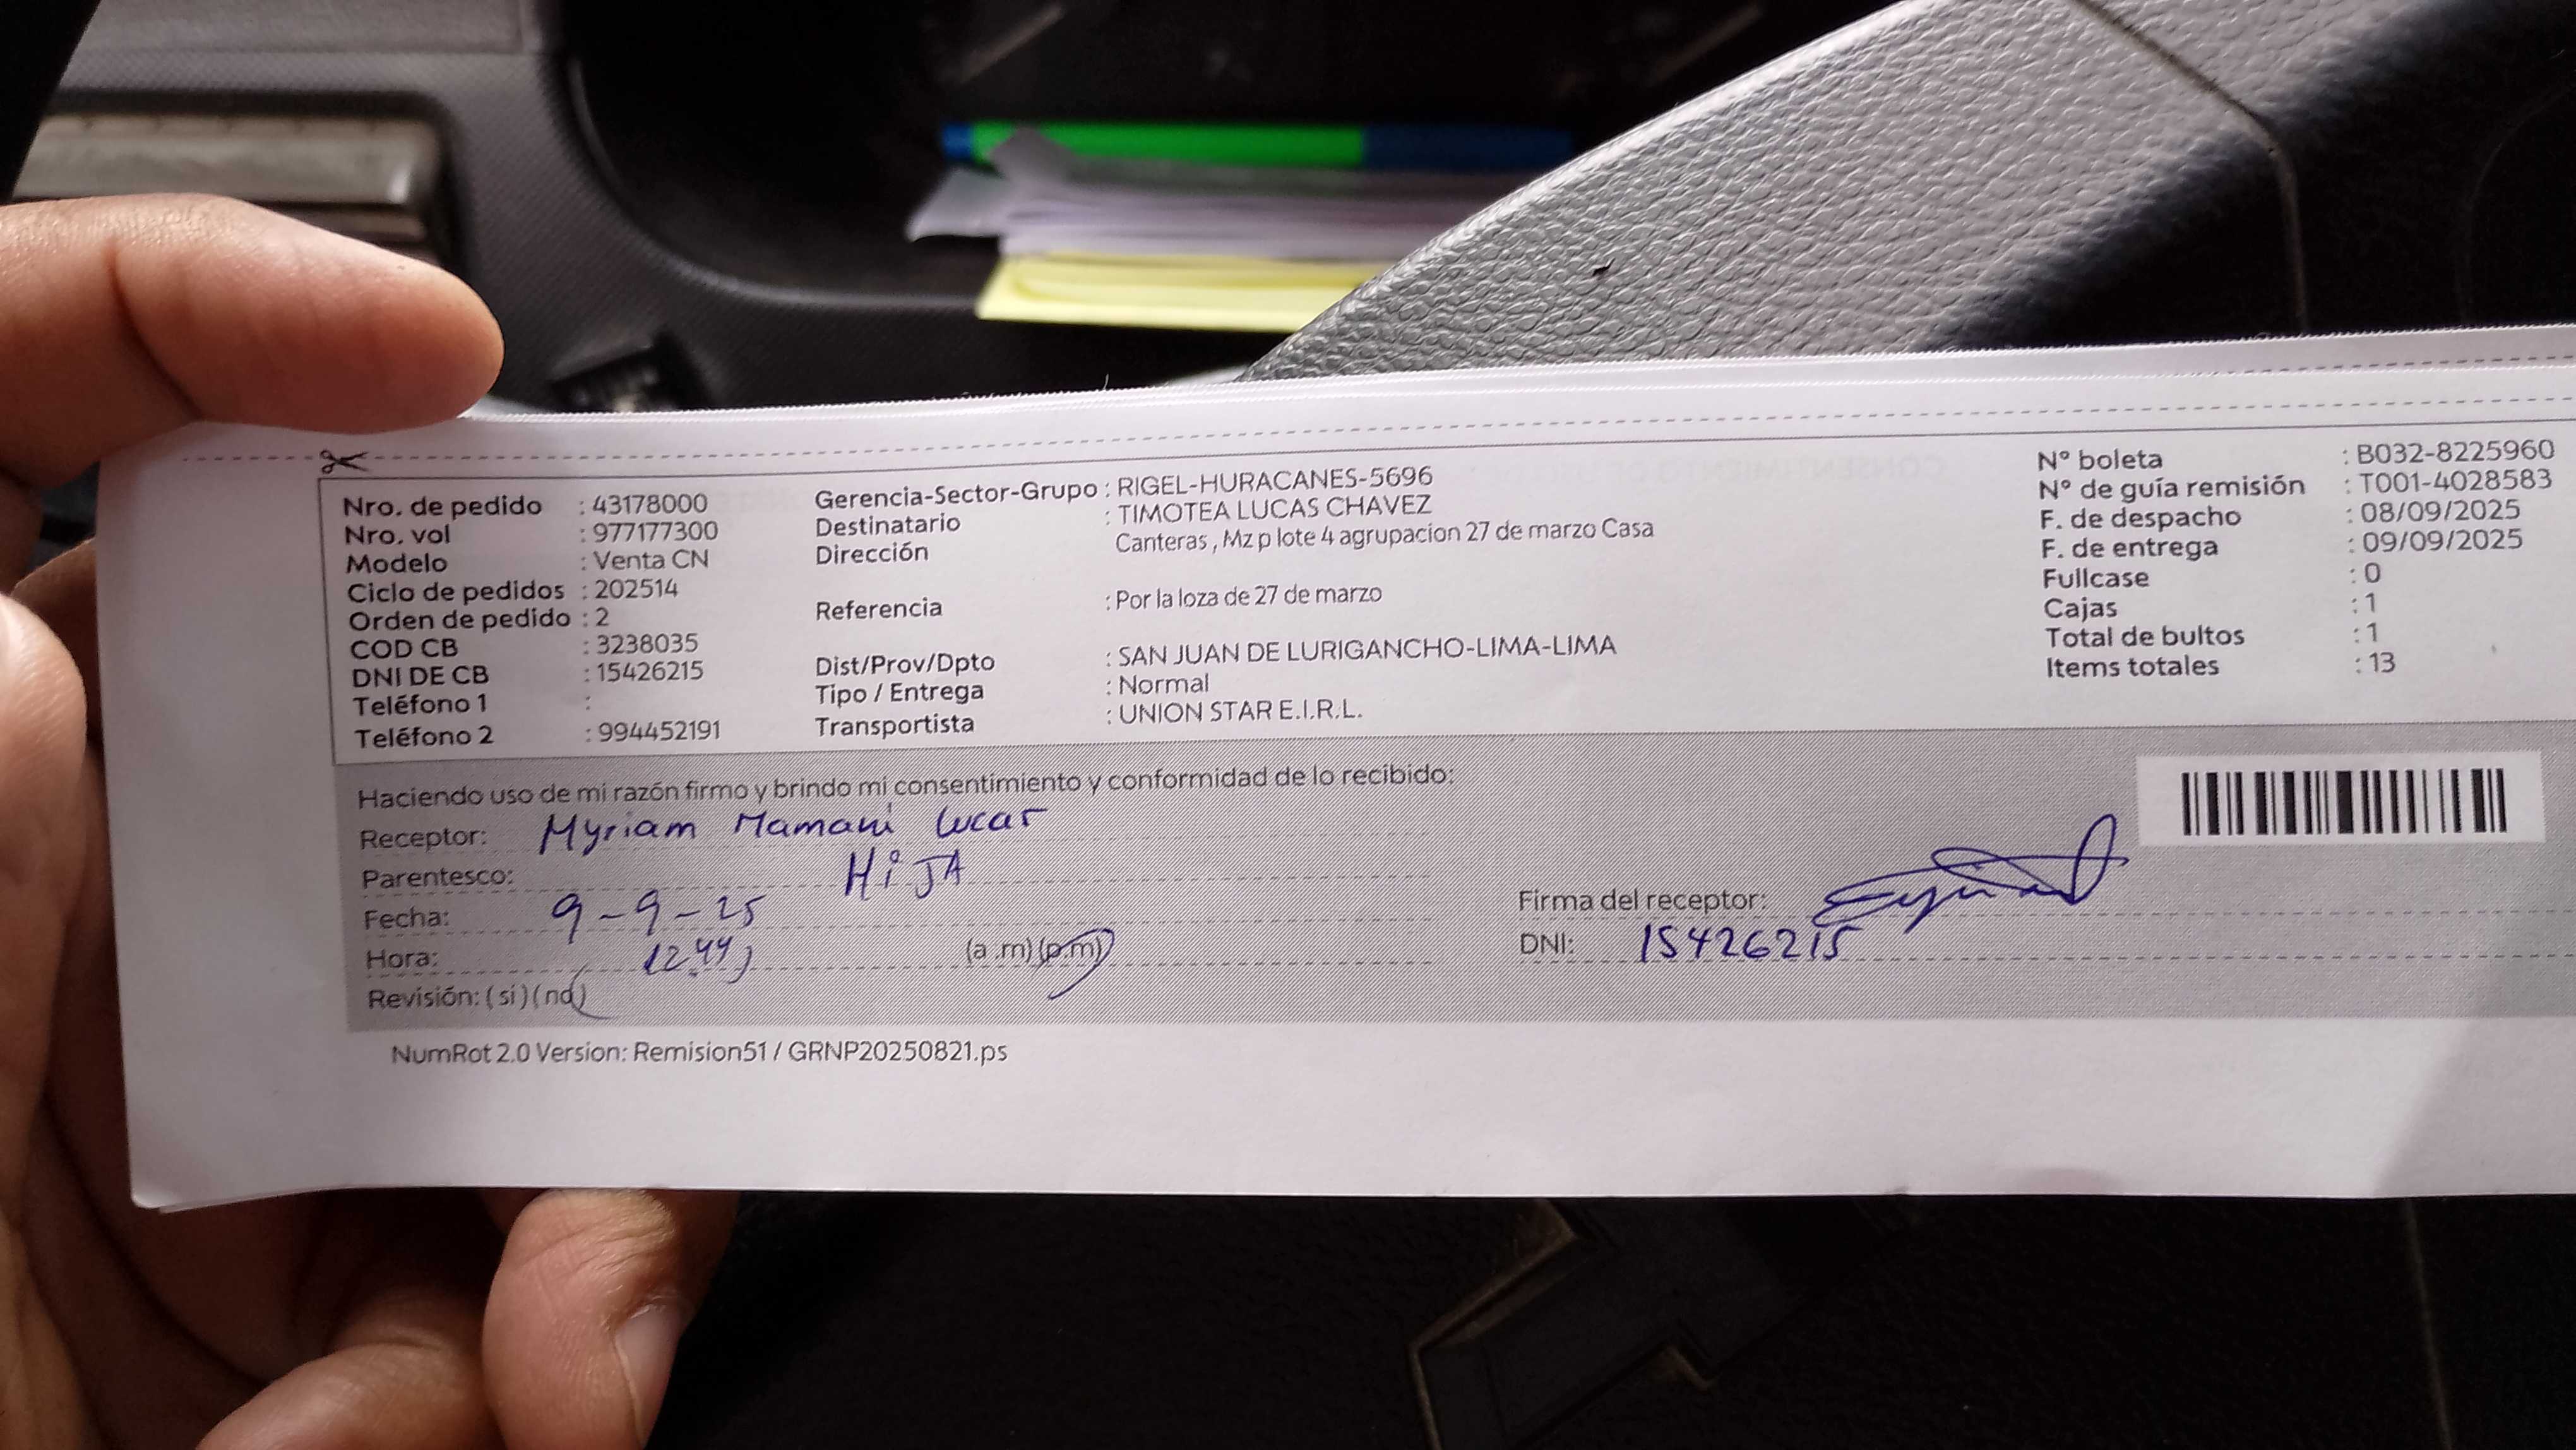 Nro. de pedido : 43178000
Nro. vol : 977177300
Modelo : Venta CN
Ciclo de pedidos : 202514
Orden de pedido : 2
COD CB : 3238035
DNI DE CB : 15426215
Teléfono 1 :
Teléfono 2 : 994452191
Gerencia-Sector-Grupo : RIGEL-HURACANES-5696
Destinatario : TIMOTEA LUCAS CHAVEZ
Dirección Canteras , Mz p lote 4 agrupacion 27 de marzo Casa
Referencia : Por la loza de 27 de marzo
Dist/Prov/Dpto : SAN JUAN DE LURIGANCHO-LIMA-LIMA
Tipo / Entrega : Normal
Transportista : UNION STAR E.I.R.L.
N° boleta : B032-8225960
N° de guía remisión : T001-4028583
F. de despacho : 08/09/2025
F. de entrega : 09/09/2025
Fullcase : 0
Cajas : 1
Total de bultos : 1
Items totales : 13
Haciendo uso de mi razón firmo y brindo mi consentimiento y conformidad de lo recibido:
Receptor: Myriam Mamani Lucar
Parentesco: HiJA
Fecha: 9-9-25
Hora: 12:44 (a .m) (p.m)
Revisión: ( si ) ( no )
Firma del receptor:
DNI: 15426215
NumRot 2.0 Version: Remision51 / GRNP20250821.ps